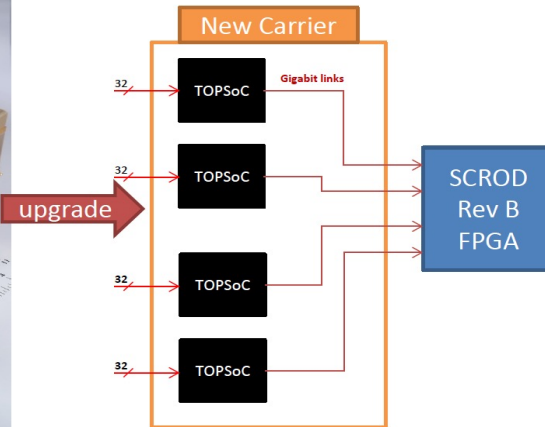 New Carrier
32
TOPSoC
Gigabit links
32
TOPSoC
upgrade
SCROD
Rev B
FPGA
32
TOPSoC
32
TOPSoC